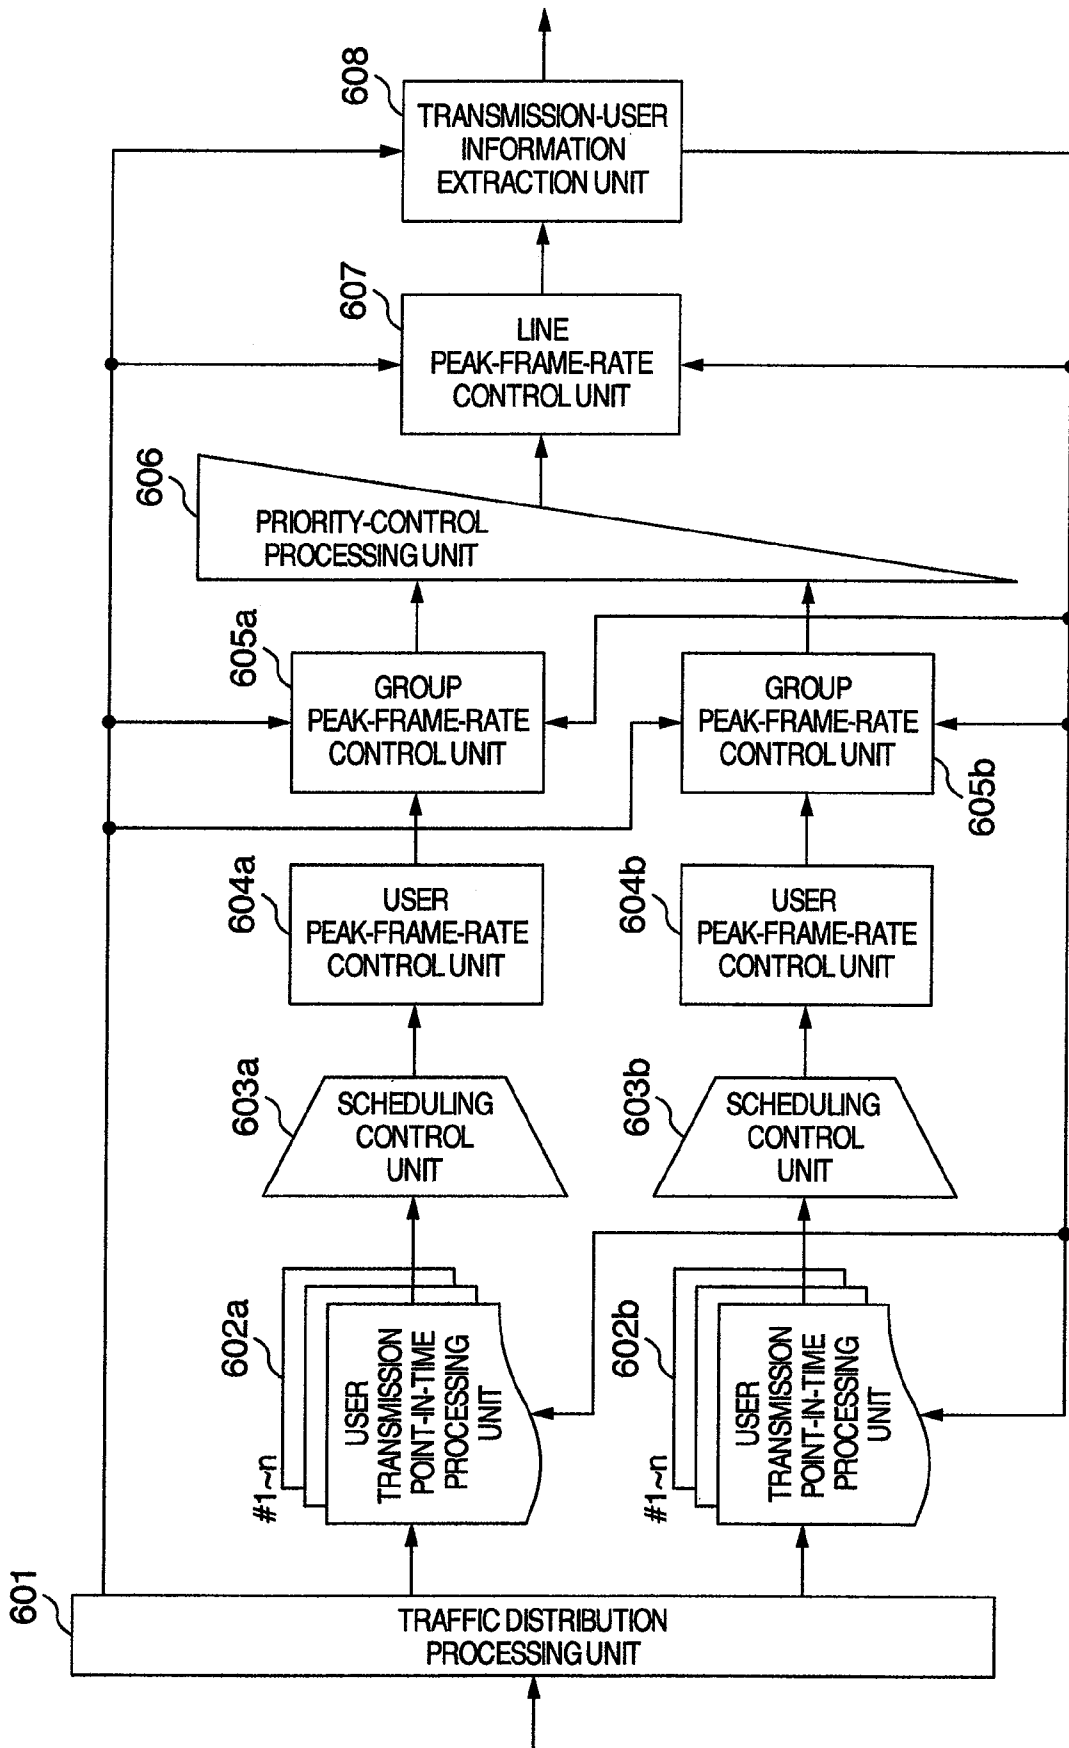 608
TRANSMISSION-USER
INFORMATION
EXTRACTION UNIT
607
LINE
PEAK-FRAME-RATE
CONTROL UNIT
606
PRIORITY-CONTROL
PROCESSING UNIT
605a
GROUP
PEAK-FRAME-RATE
CONTROL UNIT
GROUP
PEAK-FRAME-RATE
CONTROL UNIT
605b
604a
USER
PEAK-FRAME-RATE
CONTROL UNIT
604b
USER
PEAK-FRAME-RATE
CONTROL UNIT
603a
SCHEDULING
CONTROL
UNIT
603b
SCHEDULING
CONTROL
UNIT
602a
#1~n
USER
TRANSMISSION
POINT-IN-TIME
PROCESSING
UNIT
602b
#1~n
USER
TRANSMISSION
POINT-IN-TIME
PROCESSING
UNIT
601
TRAFFIC DISTRIBUTION
PROCESSING UNIT